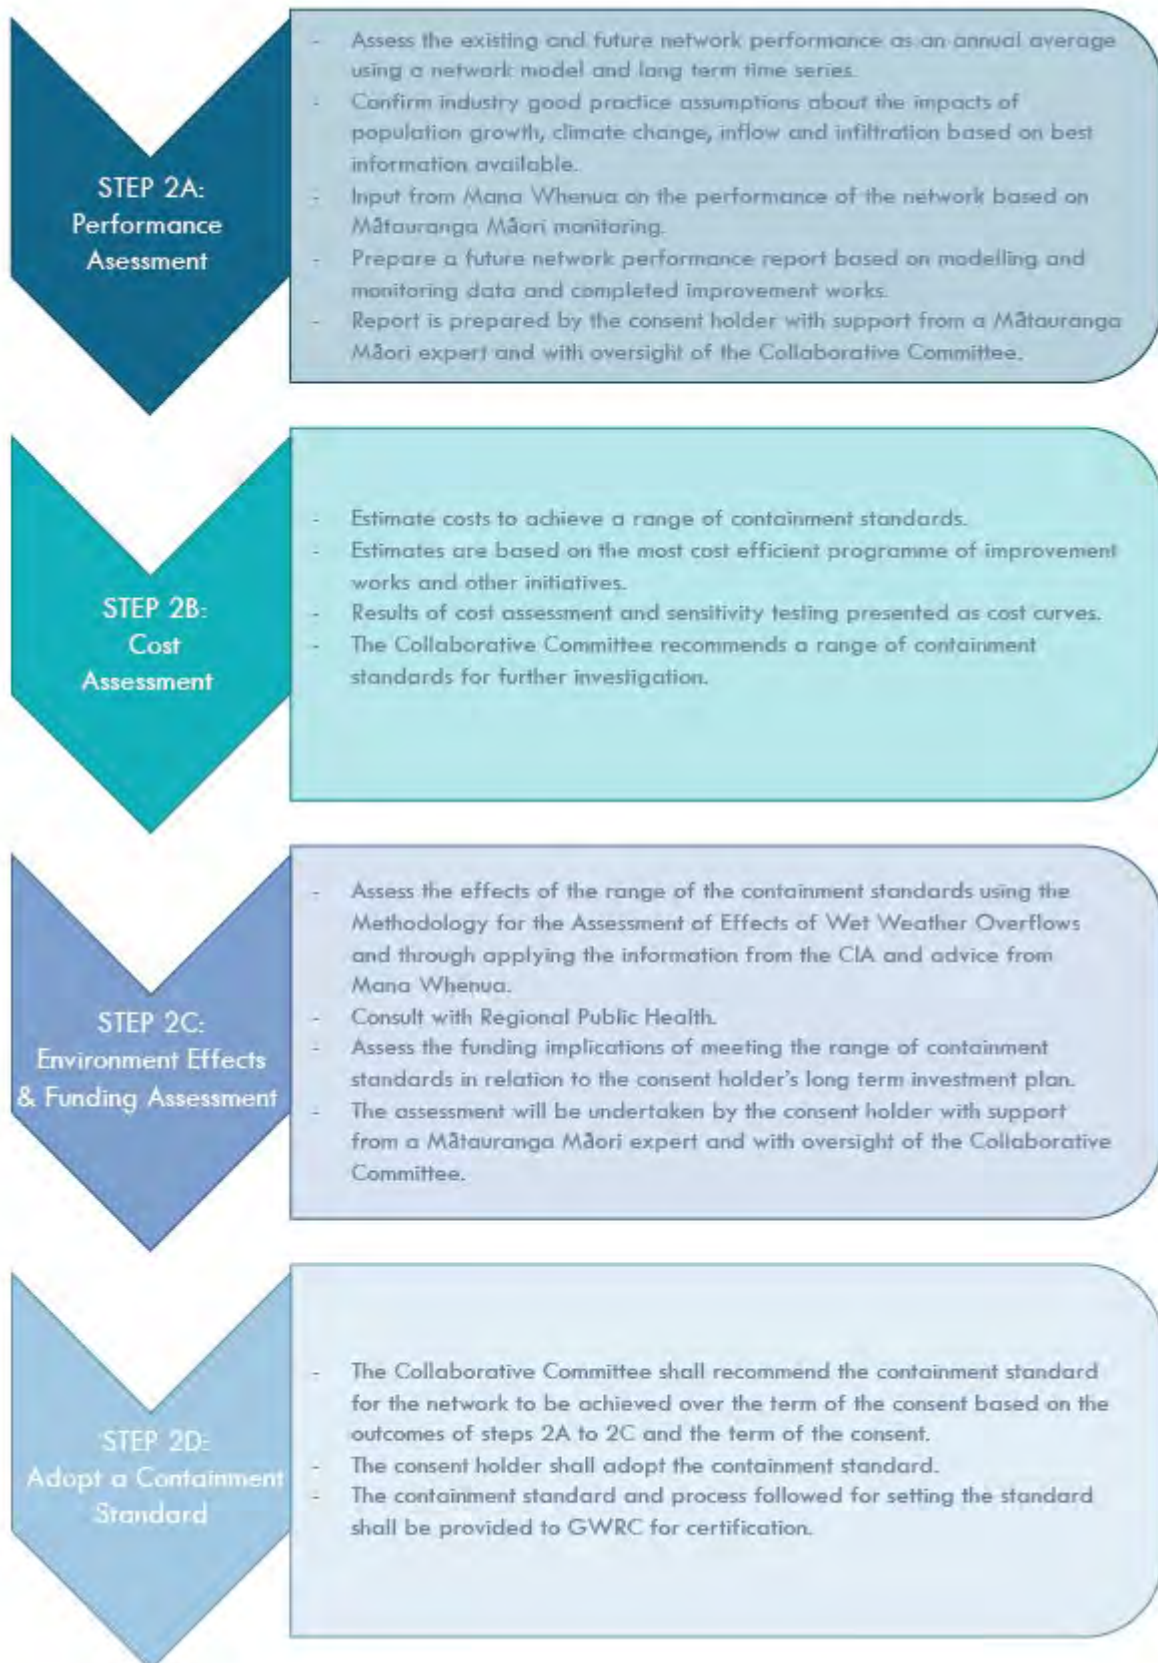 STEP 2A:
Performance
Asessment
- Assess the existing and future network performance as an annual average
using a network model and long term time series.
- Confirm industry good practice assumptions about the impacts of
population growth, climate change, inflow and infiltration based on best
information available.
- Input from Mana Whenua on the performance of the network based on
Mātauranga Māori monitoring.
- Prepare a future network performance report based on modelling and
monitoring data and completed improvement works.
- Report is prepared by the consent holder with support from a Mātauranga
Māori expert and with oversight of the Collaborative Committee.
STEP 2B:
Cost
Assessment
- Estimate costs to achieve a range of containment standards.
- Estimates are based on the most cost efficient programme of improvement
works and other initiatives.
- Results of cost assessment and sensitivity testing presented as cost curves.
- The Collaborative Committee recommends a range of containment
standards for further investigation.
STEP 2C:
Environment Effects
& Funding Assessment
- Assess the effects of the range of the containment standards using the
Methodology for the Assessment of Effects of Wet Weather Overflows
and through applying the information from the CIA and advice from
Mana Whenua.
- Consult with Regional Public Health.
- Assess the funding implications of meeting the range of containment
standards in relation to the consent holder's long term investment plan.
- The assessment will be undertaken by the consent holder with support
from a Mātauranga Māori expert and with oversight of the Collaborative
Committee.
STEP 2D:
Adopt a Containment
Standard
- The Collaborative Committee shall recommend the containment standard
for the network to be achieved over the term of the consent based on the
outcomes of steps 2A to 2C and the term of the consent.
- The consent holder shall adopt the containment standard.
- The containment standard and process followed for setting the standard
shall be provided to GWRC for certification.